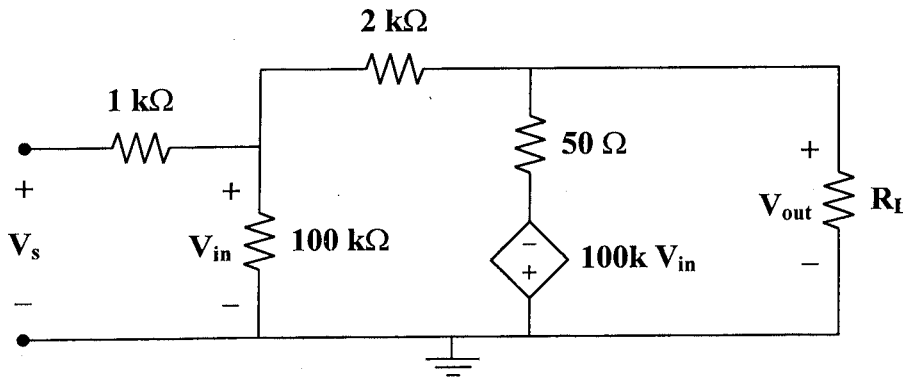 2 kΩ
1 kΩ
50 Ω
+
+
+
V_s
V_in
100 kΩ
−
+
100k V_in
V_out
R_L
−
−
−